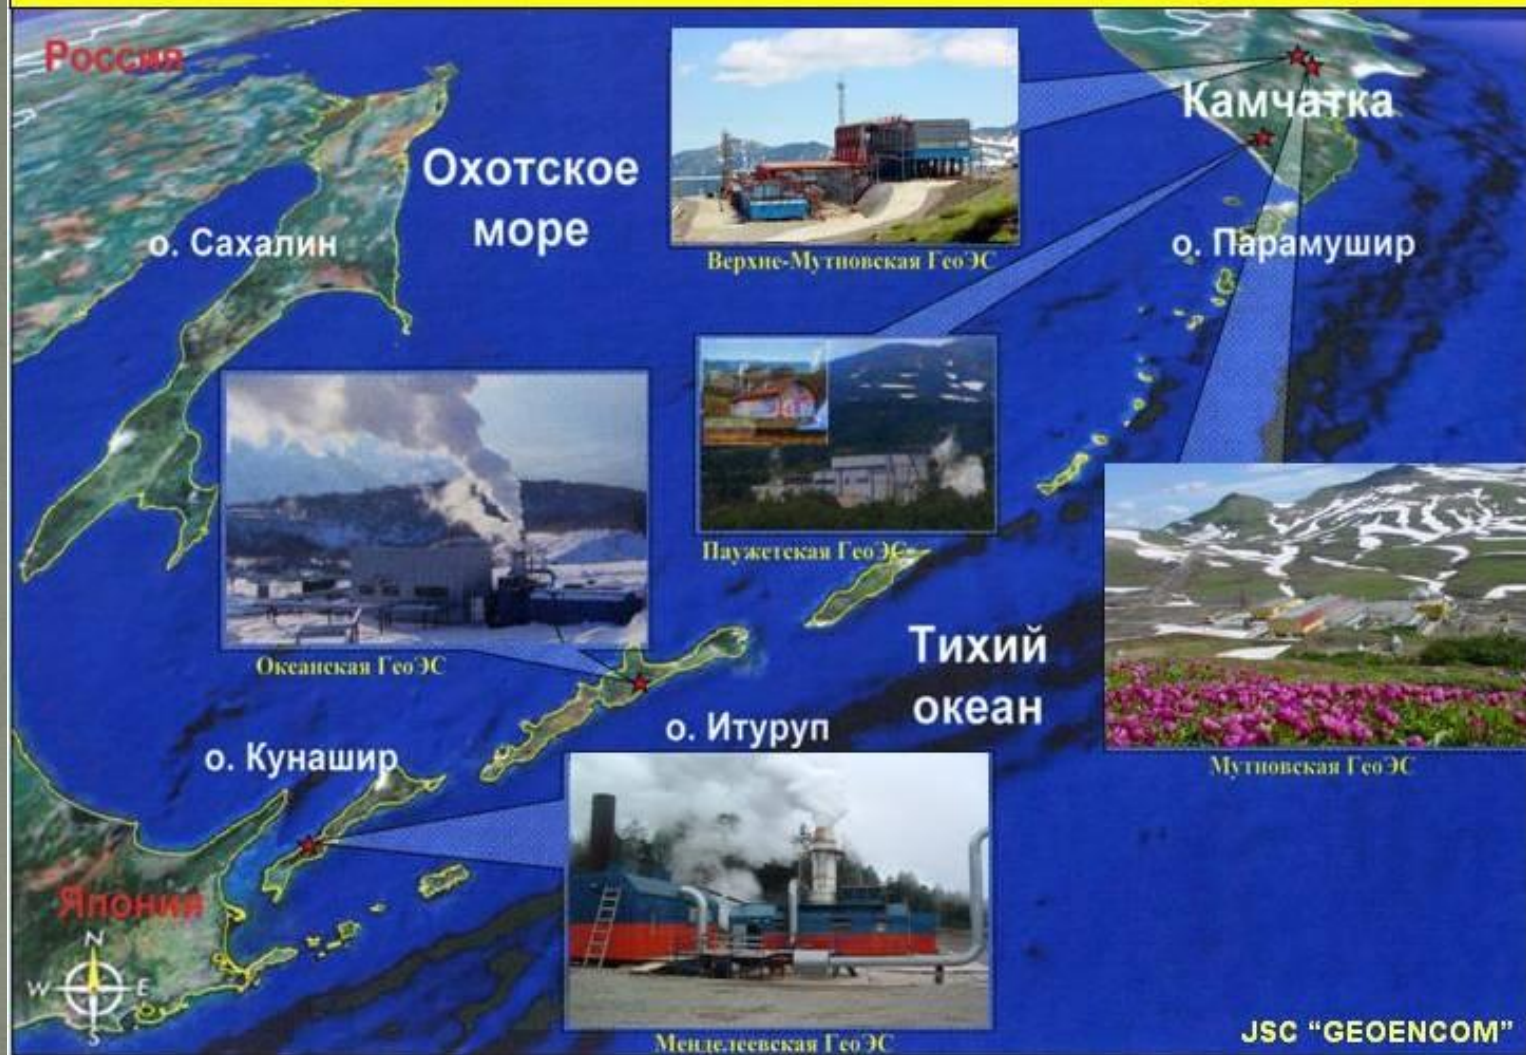 Россия
Камчатка
Охотское
море
о. Сахалин
о. Парамушир
Верхне-Мутновская ГеоЭС
Паужетская ГеоЭС
Океанская ГеоЭС
Тихий
океан
о. Итуруп
о. Кунашир
Мутновская ГеоЭС
Япония
N
W
E
S
Менделеевская ГеоЭС
JSC "GEOENCOM"